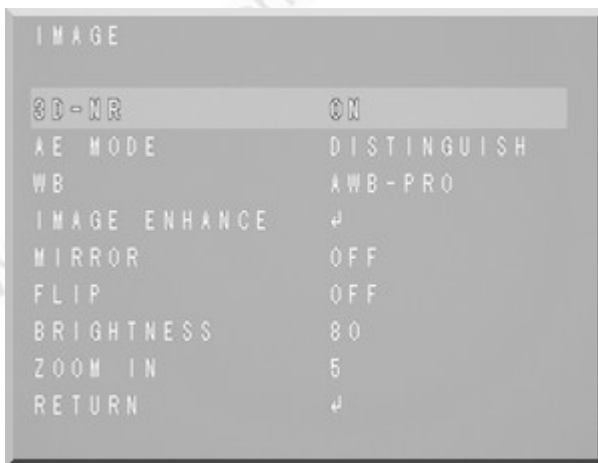 IMAGE
3D-NR ON
AE MODE DISTINGUISH
WB AWB-PRO
IMAGE ENHANCE ↵
MIRROR OFF
FLIP OFF
BRIGHTNESS 80
ZOOM IN 5
RETURN ↵